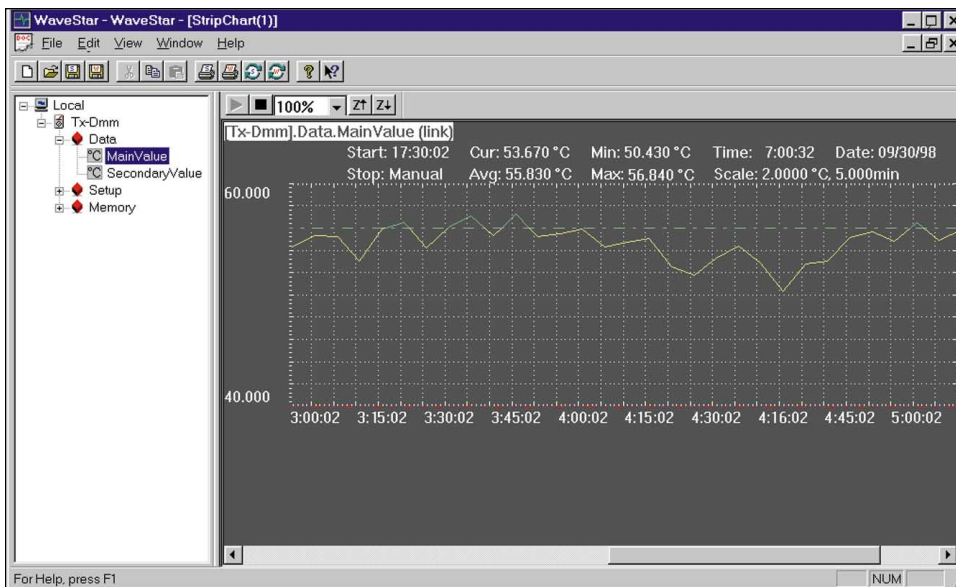 WaveStar - WaveStar - [StripChart(1)]
File Edit View Window Help
100% Z↑ Z↓
Local
Tx-Dmm
Data
°C MainValue
°C SecondaryValue
Setup
Memory
[Tx-Dmm].Data.MainValue (link)
Start: 17:30:02 Cur: 53.670 °C Min: 50.430 °C Time: 7:00:32 Date: 09/30/98
Stop: Manual Avg: 55.830 °C Max: 56.840 °C Scale: 2.0000 °C, 5.000min
60.000
40.000
3:00:02 3:15:02 3:30:02 3:45:02 4:00:02 4:15:02 4:30:02 4:16:02 4:45:02 5:00:02
For Help, press F1
NUM